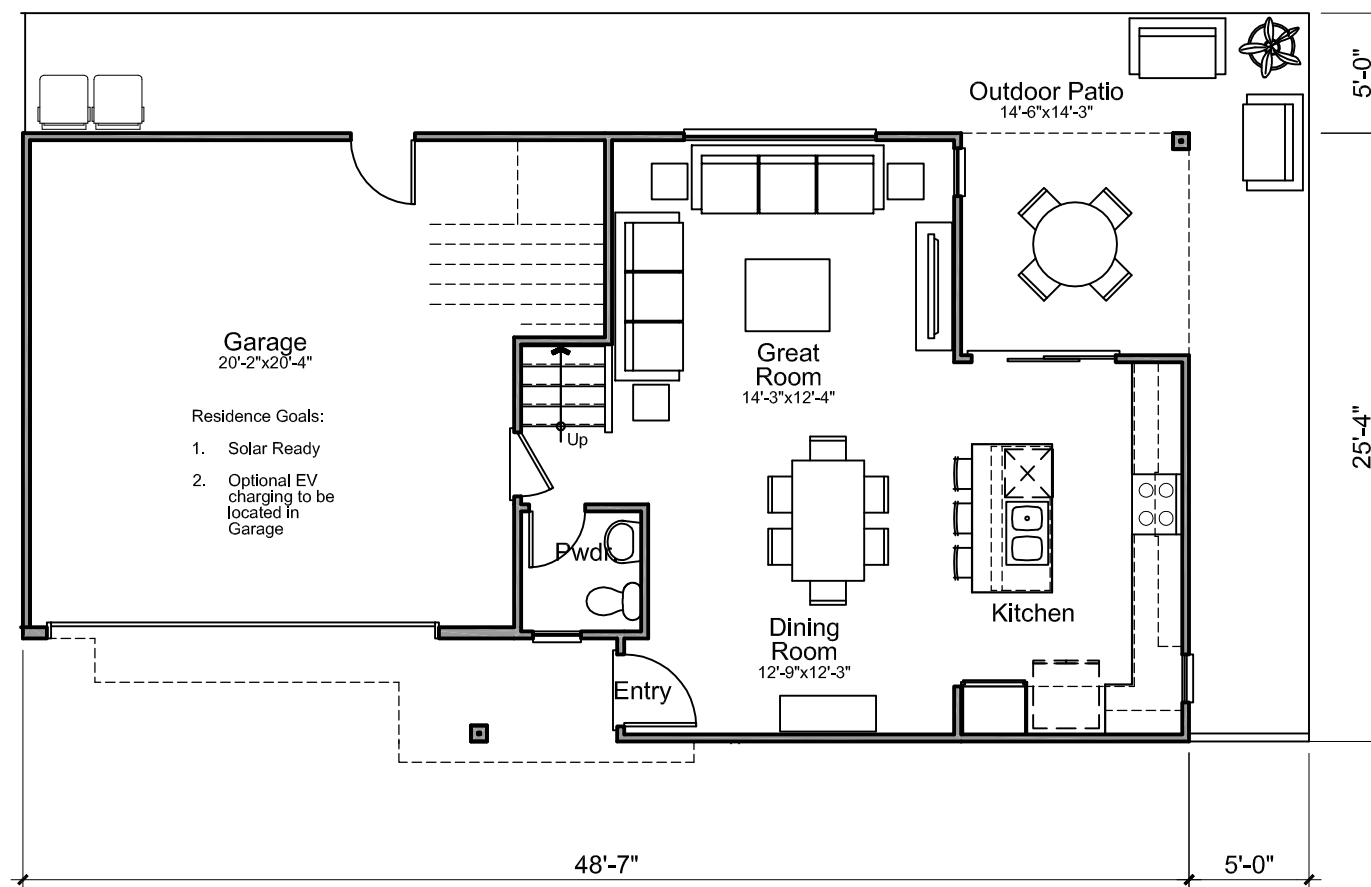 Outdoor Patio
14'-6"x14'-3"
5'-0"
Garage
20'-2"x20'-4"
Residence Goals:
1. Solar Ready
2. Optional EV
charging to be
located in
Garage
Great
Room
14'-3"x12'-4"
Up
25'-4"
Pwdr.
Kitchen
Dining
Room
12'-9"x12'-3"
Entry
48'-7"
5'-0"